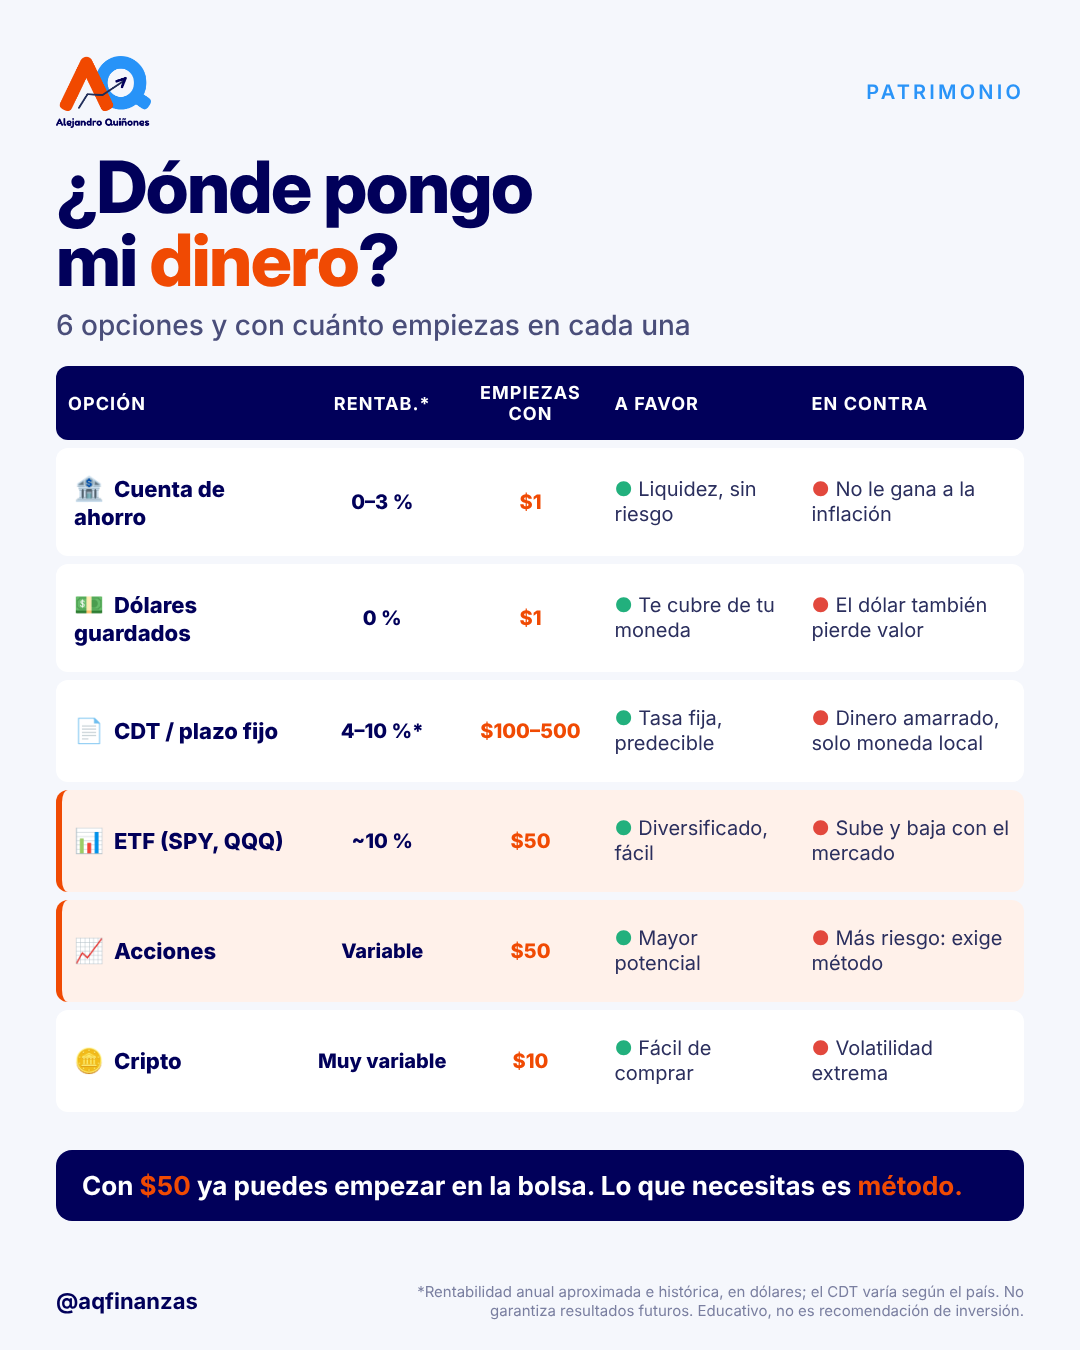 AQ
Alejandro Quiñones
PATRIMONIO
¿Dónde pongo
mi dinero?
6 opciones y con cuánto empiezas en cada una
OPCIÓN
RENTAB.*
EMPIEZAS
CON
A FAVOR
EN CONTRA
Cuenta de
ahorro
0–3 %
$1
Liquidez, sin
riesgo
No le gana a la
inflación
Dólares
guardados
0 %
$1
Te cubre de tu
moneda
El dólar también
pierde valor
CDT / plazo fijo
4–10 %*
$100–500
Tasa fija,
predecible
Dinero amarrado,
solo moneda local
ETF (SPY, QQQ)
~10 %
$50
Diversificado,
fácil
Sube y baja con el
mercado
Acciones
Variable
$50
Mayor
potencial
Más riesgo: exige
método
Cripto
Muy variable
$10
Fácil de
comprar
Volatilidad
extrema
Con $50 ya puedes empezar en la bolsa. Lo que necesitas es método.
@aqfinanzas
*Rentabilidad anual aproximada e histórica, en dólares; el CDT varía según el país. No
garantiza resultados futuros. Educativo, no es recomendación de inversión.